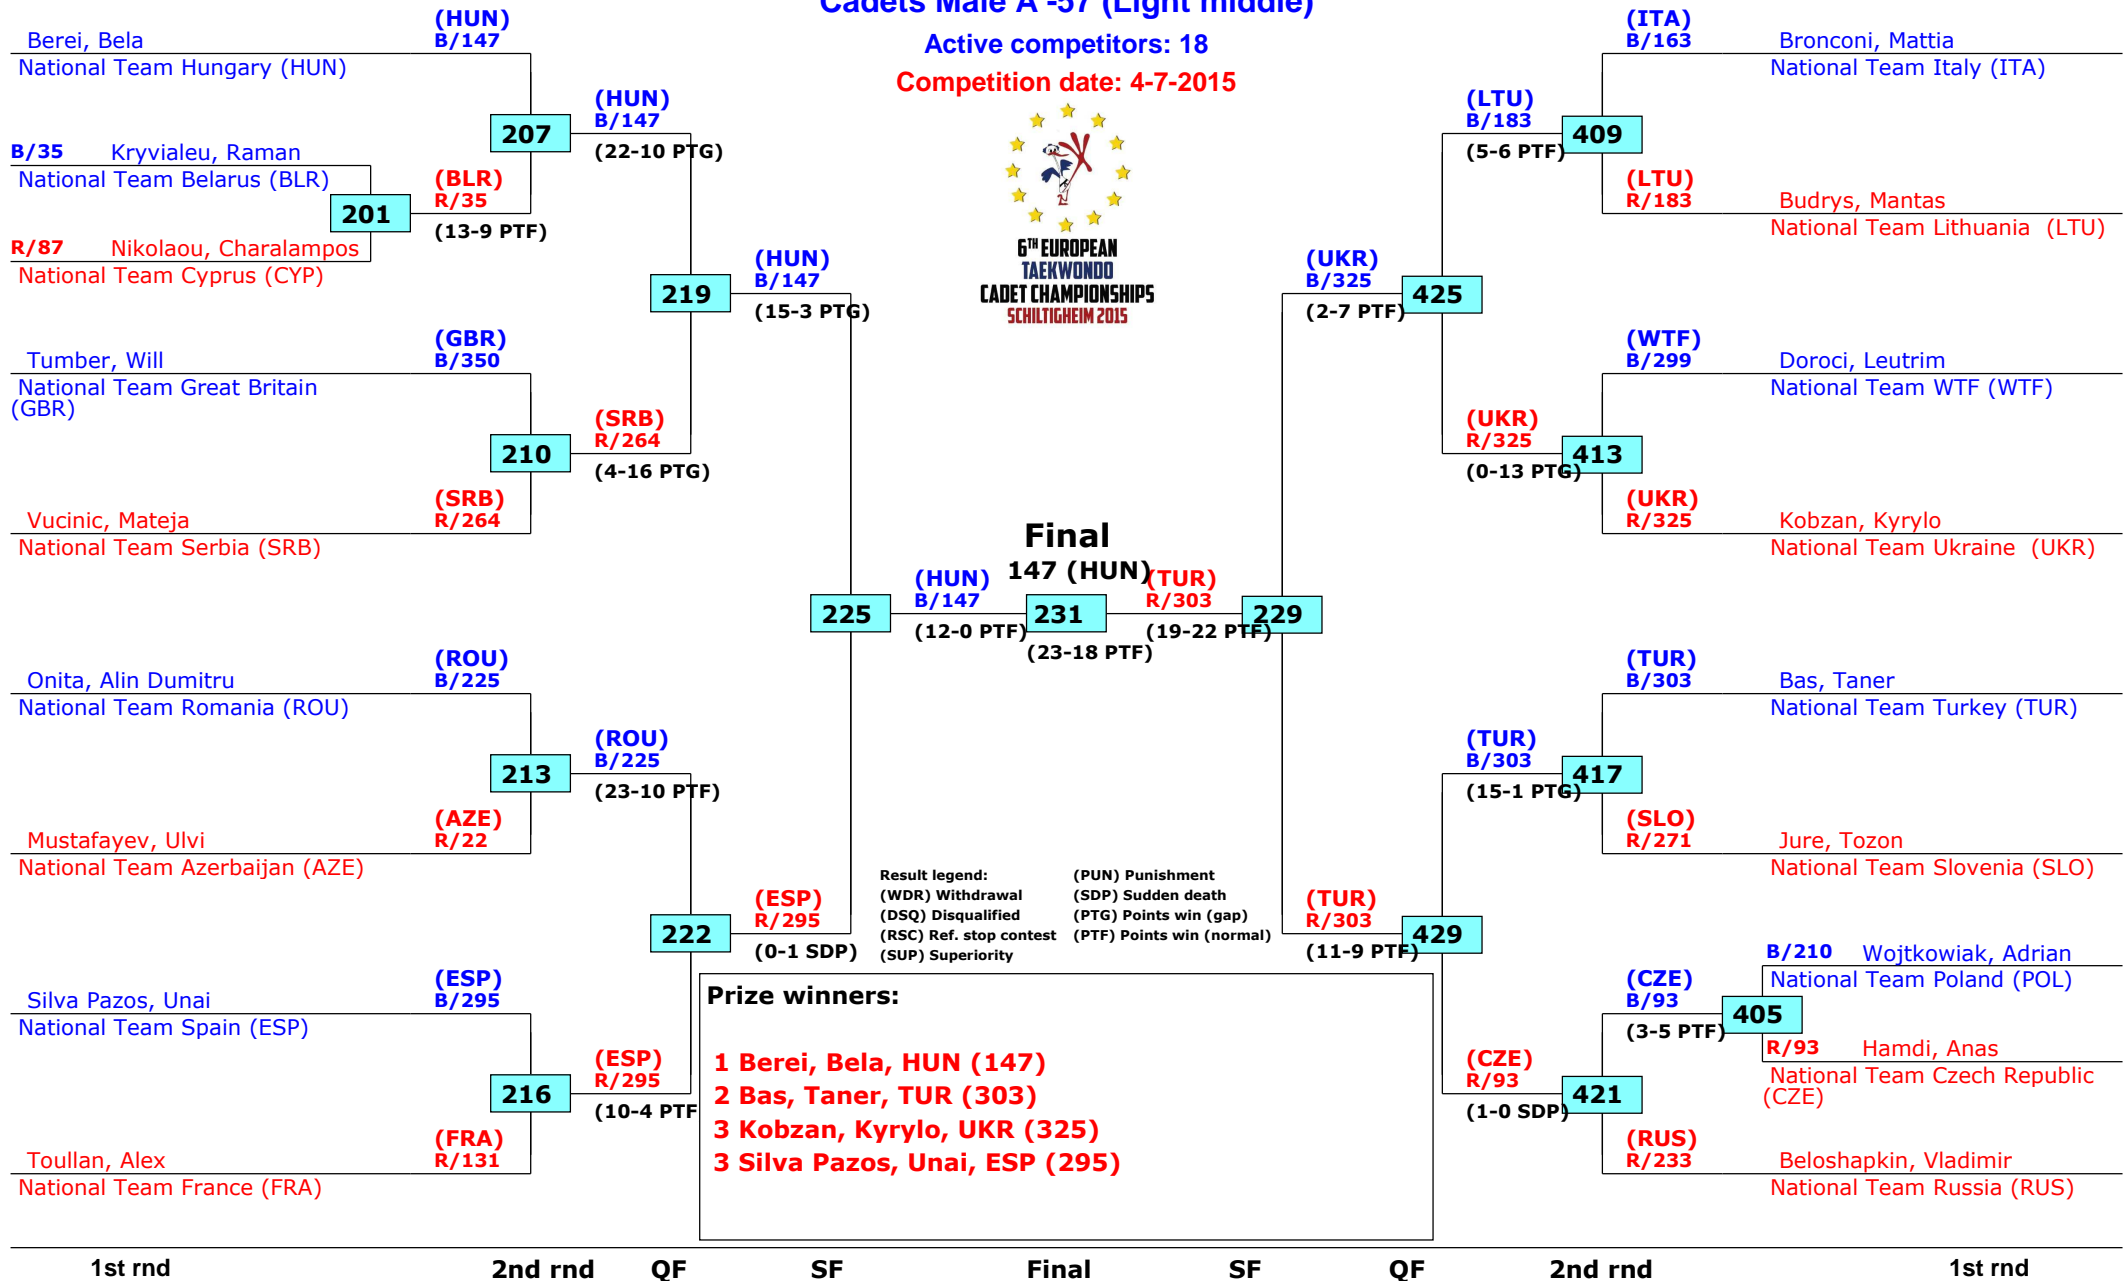 Cadets Male A -57 (Light middle)
Active competitors: 18
Competition date: 4-7-2015
6TH EUROPEAN
TAEKWONDO
CADET CHAMPIONSHIPS
SCHILTIGHEIM 2015
Berei, Bela
National Team Hungary (HUN)
(HUN)
B/147
B/35 Kryvialeu, Raman
National Team Belarus (BLR)
R/87 Nikolaou, Charalampos
National Team Cyprus (CYP)
201
(BLR)
R/35
(13-9 PTF)
207
(HUN)
B/147
(22-10 PTG)
Tumber, Will
National Team Great Britain
(GBR)
(GBR)
B/350
Vucinic, Mateja
National Team Serbia (SRB)
(SRB)
R/264
210
(SRB)
R/264
(4-16 PTG)
219
(HUN)
B/147
(15-3 PTG)
Onita, Alin Dumitru
National Team Romania (ROU)
(ROU)
B/225
Mustafayev, Ulvi
National Team Azerbaijan (AZE)
(AZE)
R/22
213
(ROU)
B/225
(23-10 PTF)
Silva Pazos, Unai
National Team Spain (ESP)
(ESP)
B/295
Toullan, Alex
National Team France (FRA)
(FRA)
R/131
216
(ESP)
R/295
(10-4 PTF
222
(ESP)
R/295
(0-1 SDP)
225
(HUN)
B/147
(12-0 PTF)
Final
147 (HUN)
231
(23-18 PTF)
(TUR)
R/303
(19-22 PTF)
229
(UKR)
B/325
(2-7 PTF)
425
(LTU)
B/183
(5-6 PTF)
409
(ITA)
B/163
Bronconi, Mattia
National Team Italy (ITA)
(LTU)
R/183
Budrys, Mantas
National Team Lithuania (LTU)
(UKR)
R/325
(0-13 PTG)
413
(WTF)
B/299
Doroci, Leutrim
National Team WTF (WTF)
(UKR)
R/325
Kobzan, Kyrylo
National Team Ukraine (UKR)
(TUR)
R/303
(11-9 PTF)
429
(TUR)
B/303
(15-1 PTG)
417
(TUR)
B/303
Bas, Taner
National Team Turkey (TUR)
(SLO)
R/271
Jure, Tozon
National Team Slovenia (SLO)
(CZE)
R/93
(1-0 SDP)
421
(CZE)
B/93
(3-5 PTF)
405
B/210 Wojtkowiak, Adrian
National Team Poland (POL)
R/93 Hamdi, Anas
National Team Czech Republic
(CZE)
(RUS)
R/233
Beloshapkin, Vladimir
National Team Russia (RUS)
Result legend:
(WDR) Withdrawal
(DSQ) Disqualified
(RSC) Ref. stop contest
(SUP) Superiority
(PUN) Punishment
(SDP) Sudden death
(PTG) Points win (gap)
(PTF) Points win (normal)
Prize winners:
1 Berei, Bela, HUN (147)
2 Bas, Taner, TUR (303)
3 Kobzan, Kyrylo, UKR (325)
3 Silva Pazos, Unai, ESP (295)
1st rnd 2nd rnd QF SF Final SF QF 2nd rnd 1st rnd